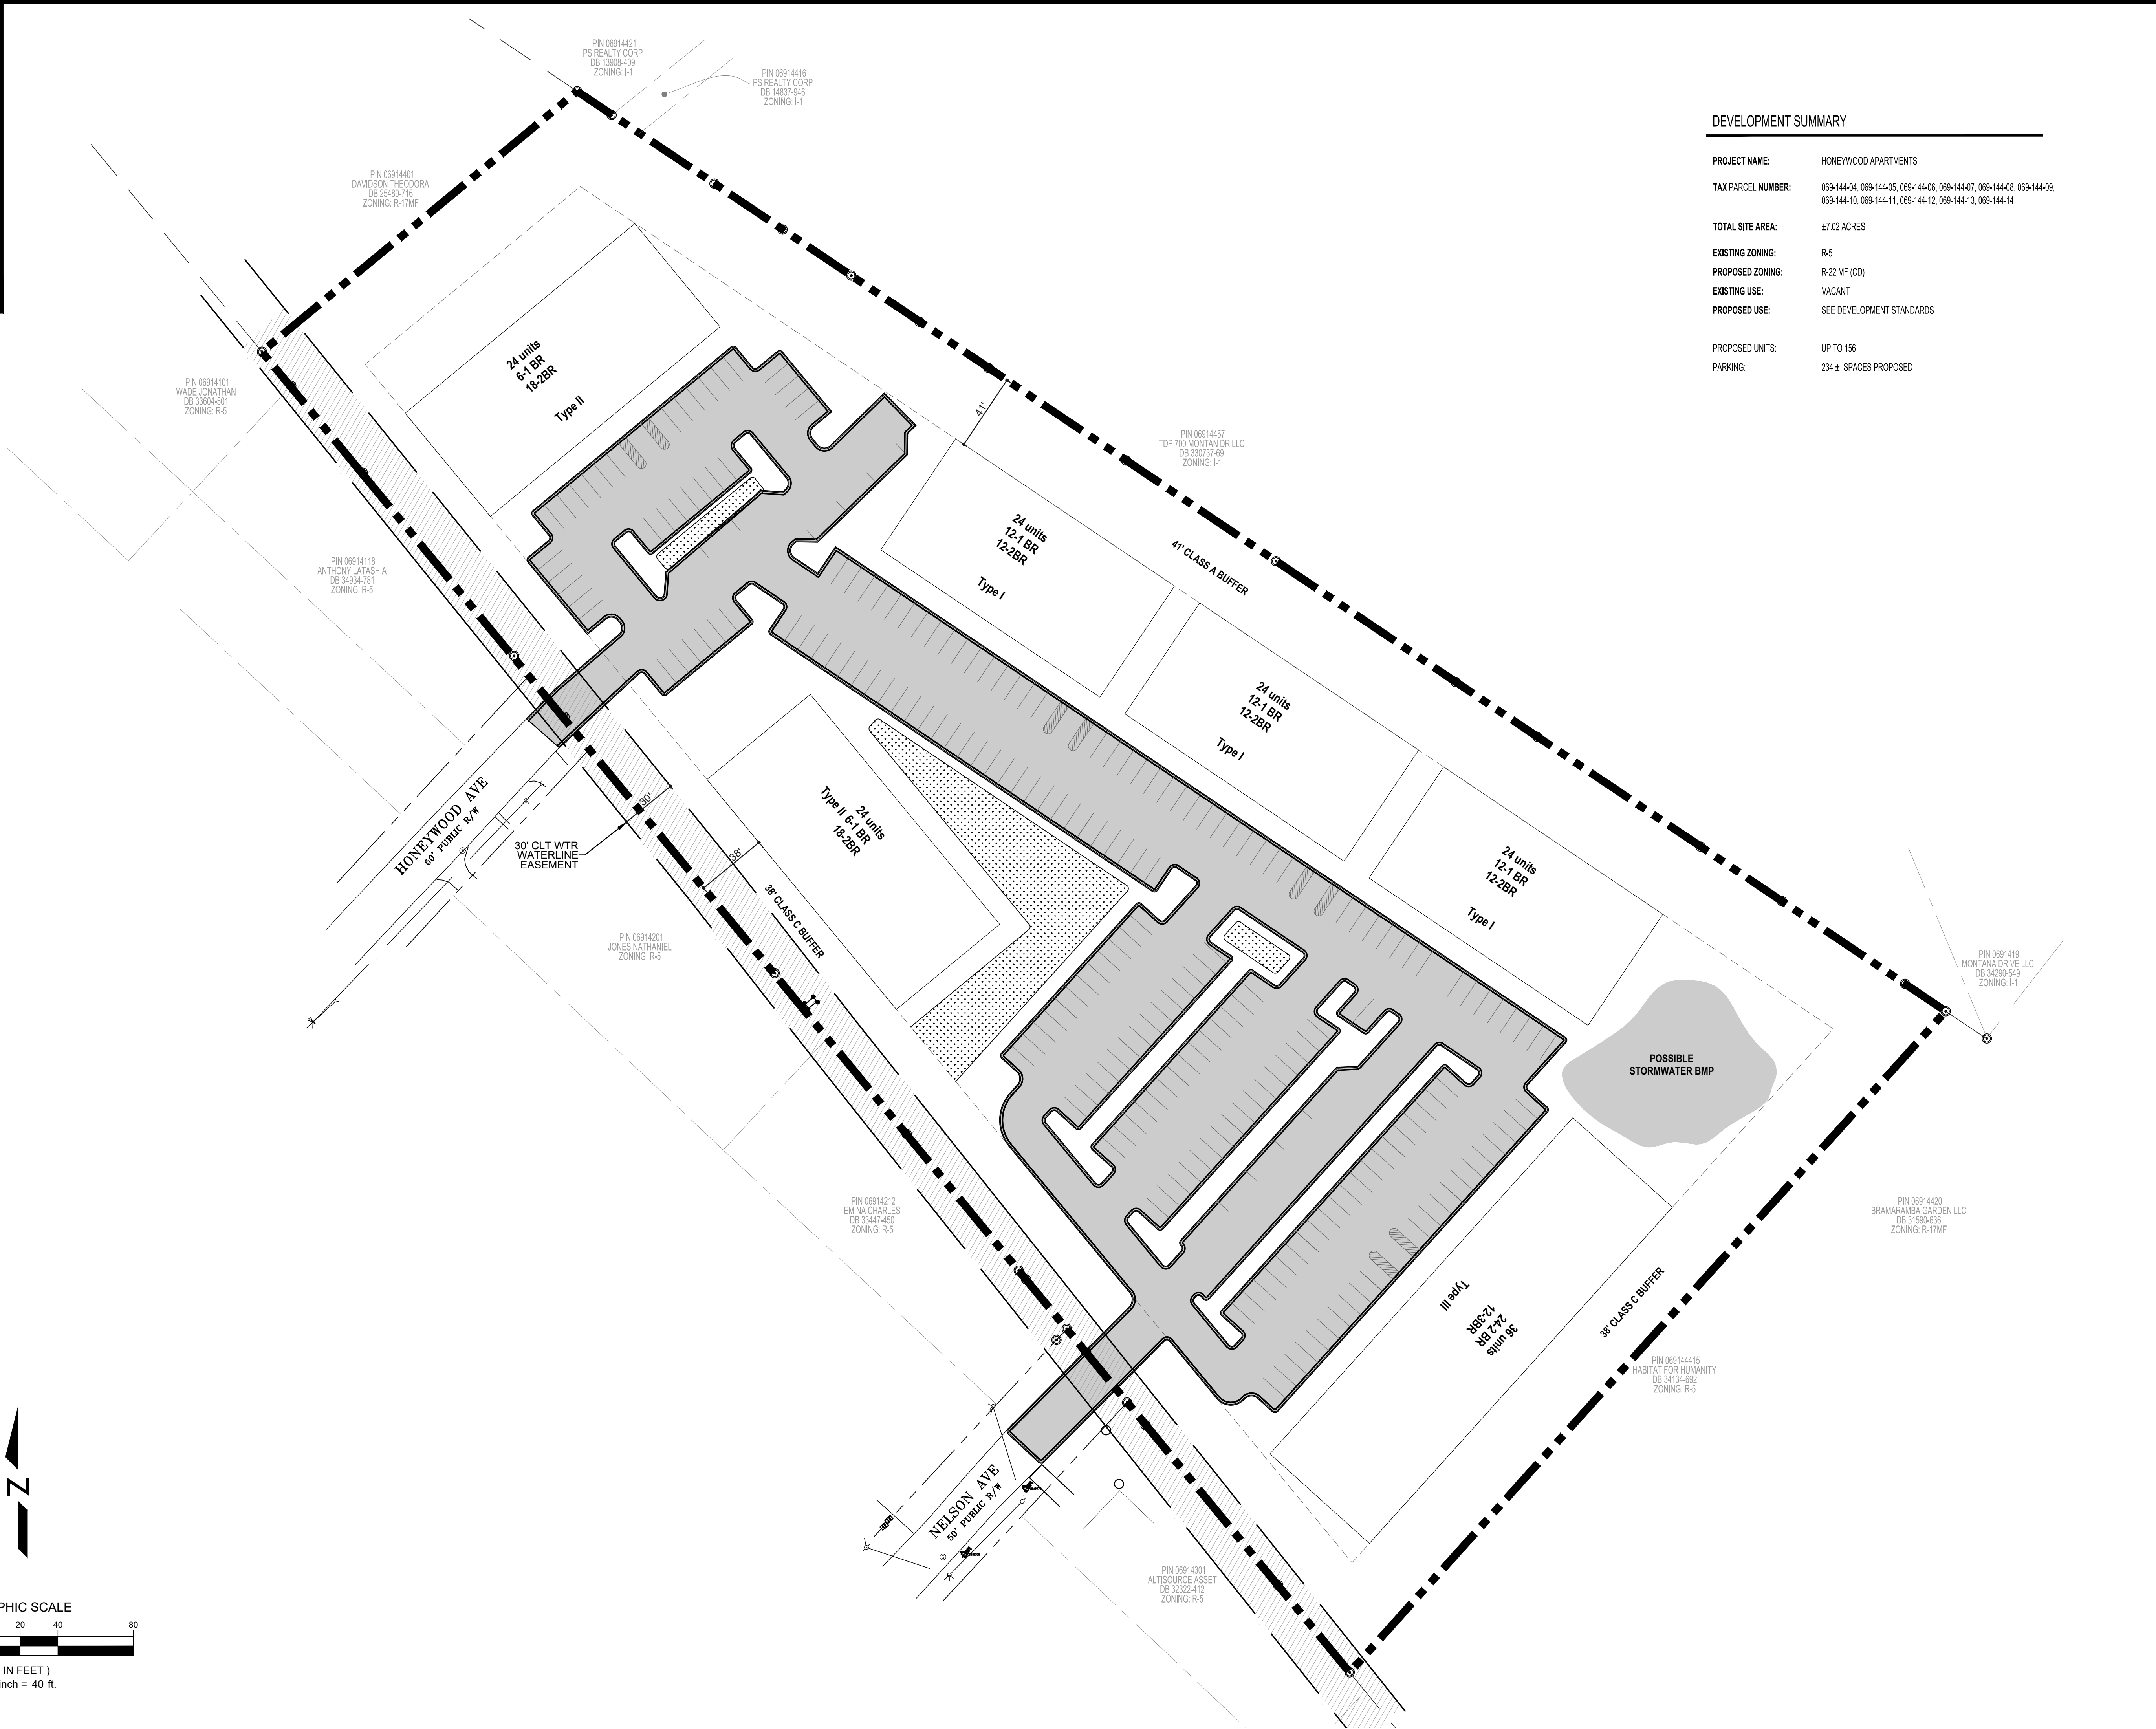 PIN 06914421
PS REALTY CORP
DB 13908-409
ZONING: I-1
PIN 06914416
PS REALTY CORP
DB 14837-946
ZONING: I-1
DEVELOPMENT SUMMARY
PROJECT NAME: HONEYWOOD APARTMENTS
TAX PARCEL NUMBER: 069-144-04, 069-144-05, 069-144-06, 069-144-07, 069-144-08, 069-144-09,
069-144-10, 069-144-11, 069-144-12, 069-144-13, 069-144-14
TOTAL SITE AREA: ±7.02 ACRES
EXISTING ZONING: R-5
PROPOSED ZONING: R-22 MF (CD)
EXISTING USE: VACANT
PROPOSED USE: SEE DEVELOPMENT STANDARDS
PROPOSED UNITS: UP TO 156
PARKING: 234 ± SPACES PROPOSED
PIN 06914401
DAVIDSON THEODORA
DB 25480-716
ZONING: R-17MF
PIN 06914101
WADE JONATHAN
DB 33604-501
ZONING: R-5
24 units
6-1 BR
18-2BR
Type II
41'
PIN 06914457
TDP 700 MONTAN DR LLC
DB 330737-69
ZONING: I-1
PIN 06914118
ANTHONY LATASHIA
DB 34934-781
ZONING: R-5
24 units
12-1 BR
12-2BR
Type I
41' CLASS A BUFFER
24 units
12-1 BR
12-2BR
Type I
24 units
12-1 BR
12-2BR
Type I
HONEYWOOD AVE
50' PUBLIC R/W
30' CLT WTR
WATERLINE
EASEMENT
30'
38'
38' CLASS C BUFFER
24 units
Type II 6-1 BR
18-2BR
PIN 06914201
JONES NATHANIEL
ZONING: R-5
PIN 0691419
MONTANA DRIVE LLC
DB 34290-549
ZONING: I-1
POSSIBLE
STORMWATER BMP
PIN 06914212
EMINA CHARLES
DB 33447-450
ZONING: R-5
PIN 06914420
BRAMARAMBA GARDEN LLC
DB 31590-636
ZONING: R-17MF
36 units
24-2 BR
12-3BR
Type III
38' CLASS C BUFFER
PIN 069144415
HABITAT FOR HUMANITY
DB 34134-692
ZONING: R-5
NELSON AVE
50' PUBLIC R/W
PIN 06914301
ALTISOURCE ASSET
DB 32322-412
ZONING: R-5
N
PHIC SCALE
20 40 80
IN FEET )
inch = 40 ft.